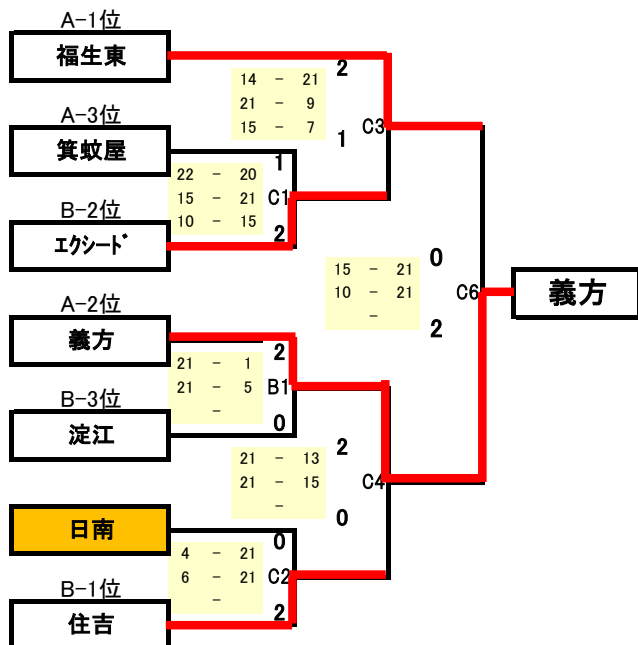 A-1位
福生東
2
14 - 21
21 - 9
15 - 7
1
C3
A-3位
箕蚊屋
1
22 - 20
15 - 21
10 - 15
C1
2
B-2位
エクシード
0
15 - 21
10 - 21
-
C6
2
義方
A-2位
義方
2
21 - 1
21 - 5
-
B1
0
B-3位
淀江
2
21 - 13
21 - 15
-
C4
0
日南
0
4 - 21
6 - 21
-
C2
2
B-1位
住吉